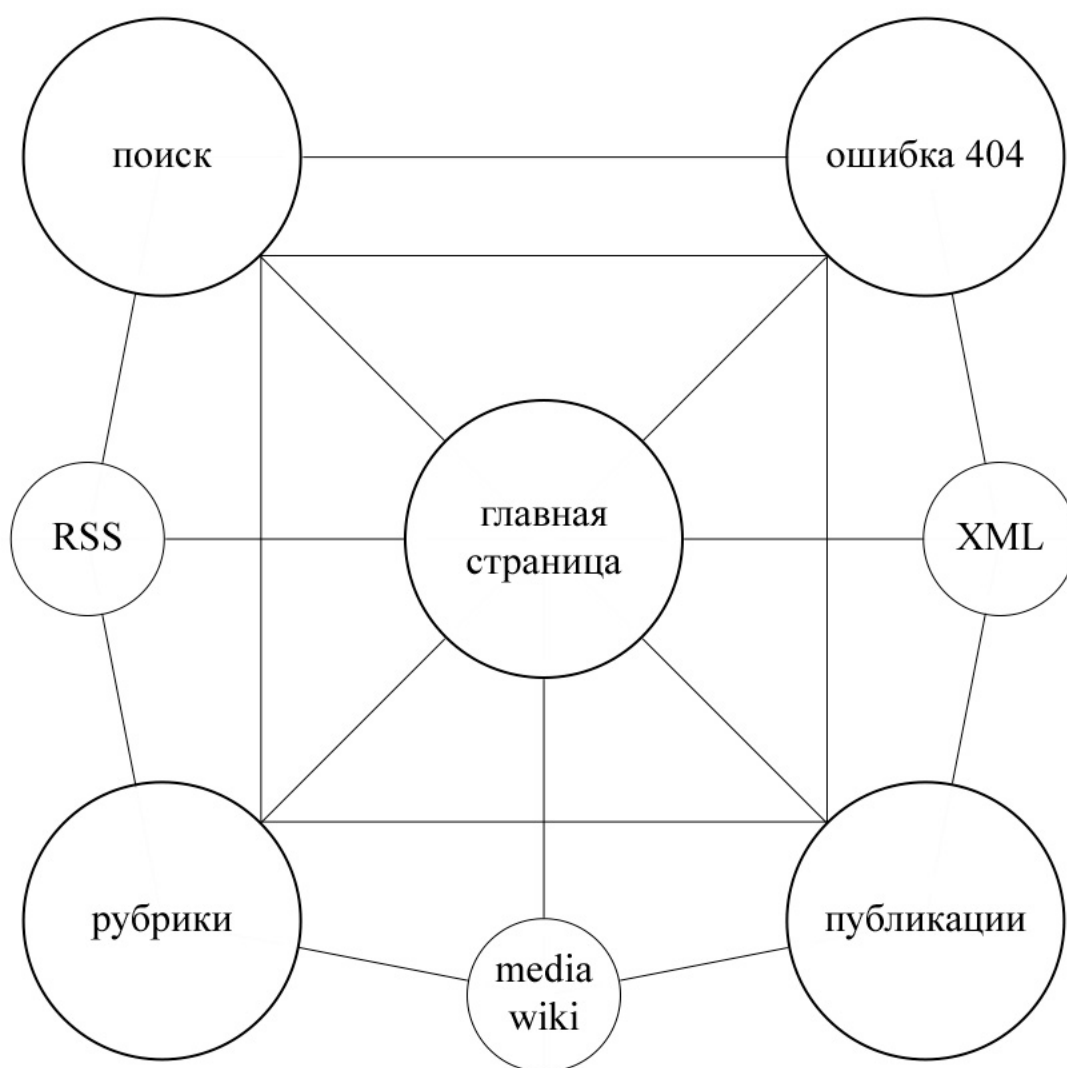 поиск
ошибка 404
главная
страница
RSS
XML
рубрики
публикации
media
wiki